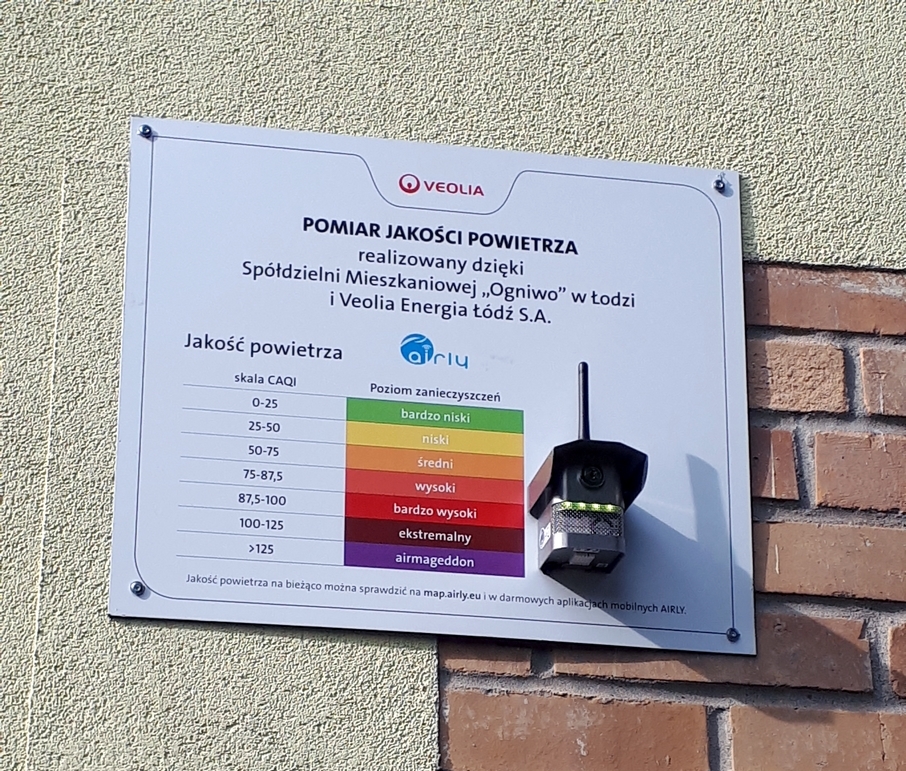 VEOLIA
POMIAR JAKOŚCI POWIETRZA
realizowany dzięki
Spółdzielni Mieszkaniowej „Ogniwo” w Łodzi
i Veolia Energia Łódź S.A.
Jakość powietrza
airly
skala CAQI Poziom zanieczyszczeń
0-25 bardzo niski
25-50 niski
50-75 średni
75-87,5 wysoki
87,5-100 bardzo wysoki
100-125 ekstremalny
>125 airmageddon
Jakość powietrza na bieżąco można sprawdzić na map.airly.eu i w darmowych aplikacjach mobilnych AIRLY.